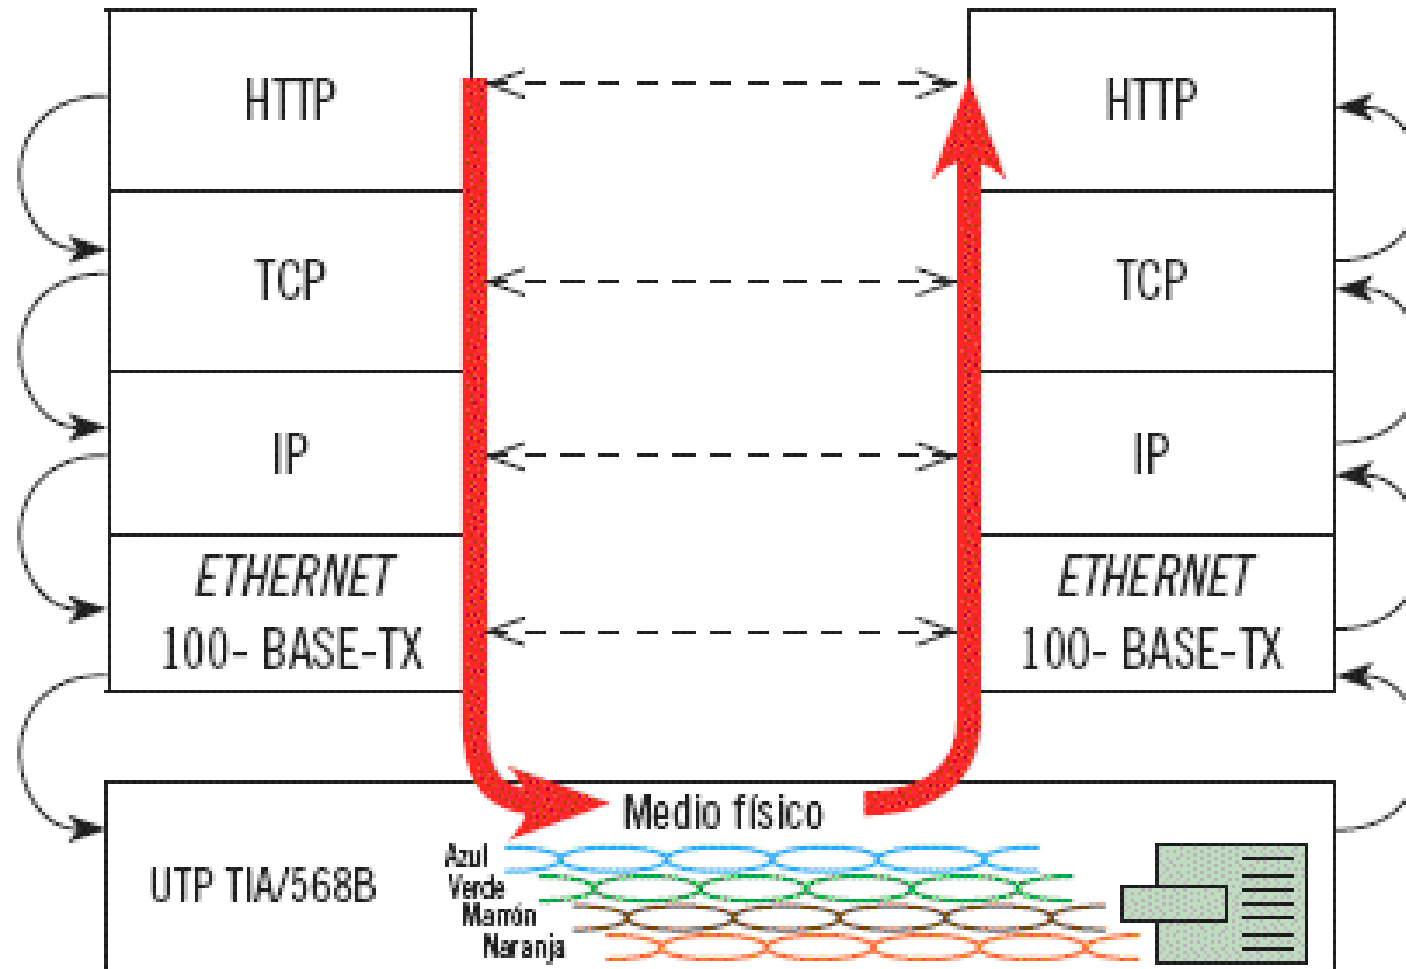 HTTP
HTTP
TCP
TCP
IP
IP
ETHERNET
100- BASE-TX
ETHERNET
100- BASE-TX
Medio físico
UTP TIA/568B
Azul
Verde
Marrón
Naranja